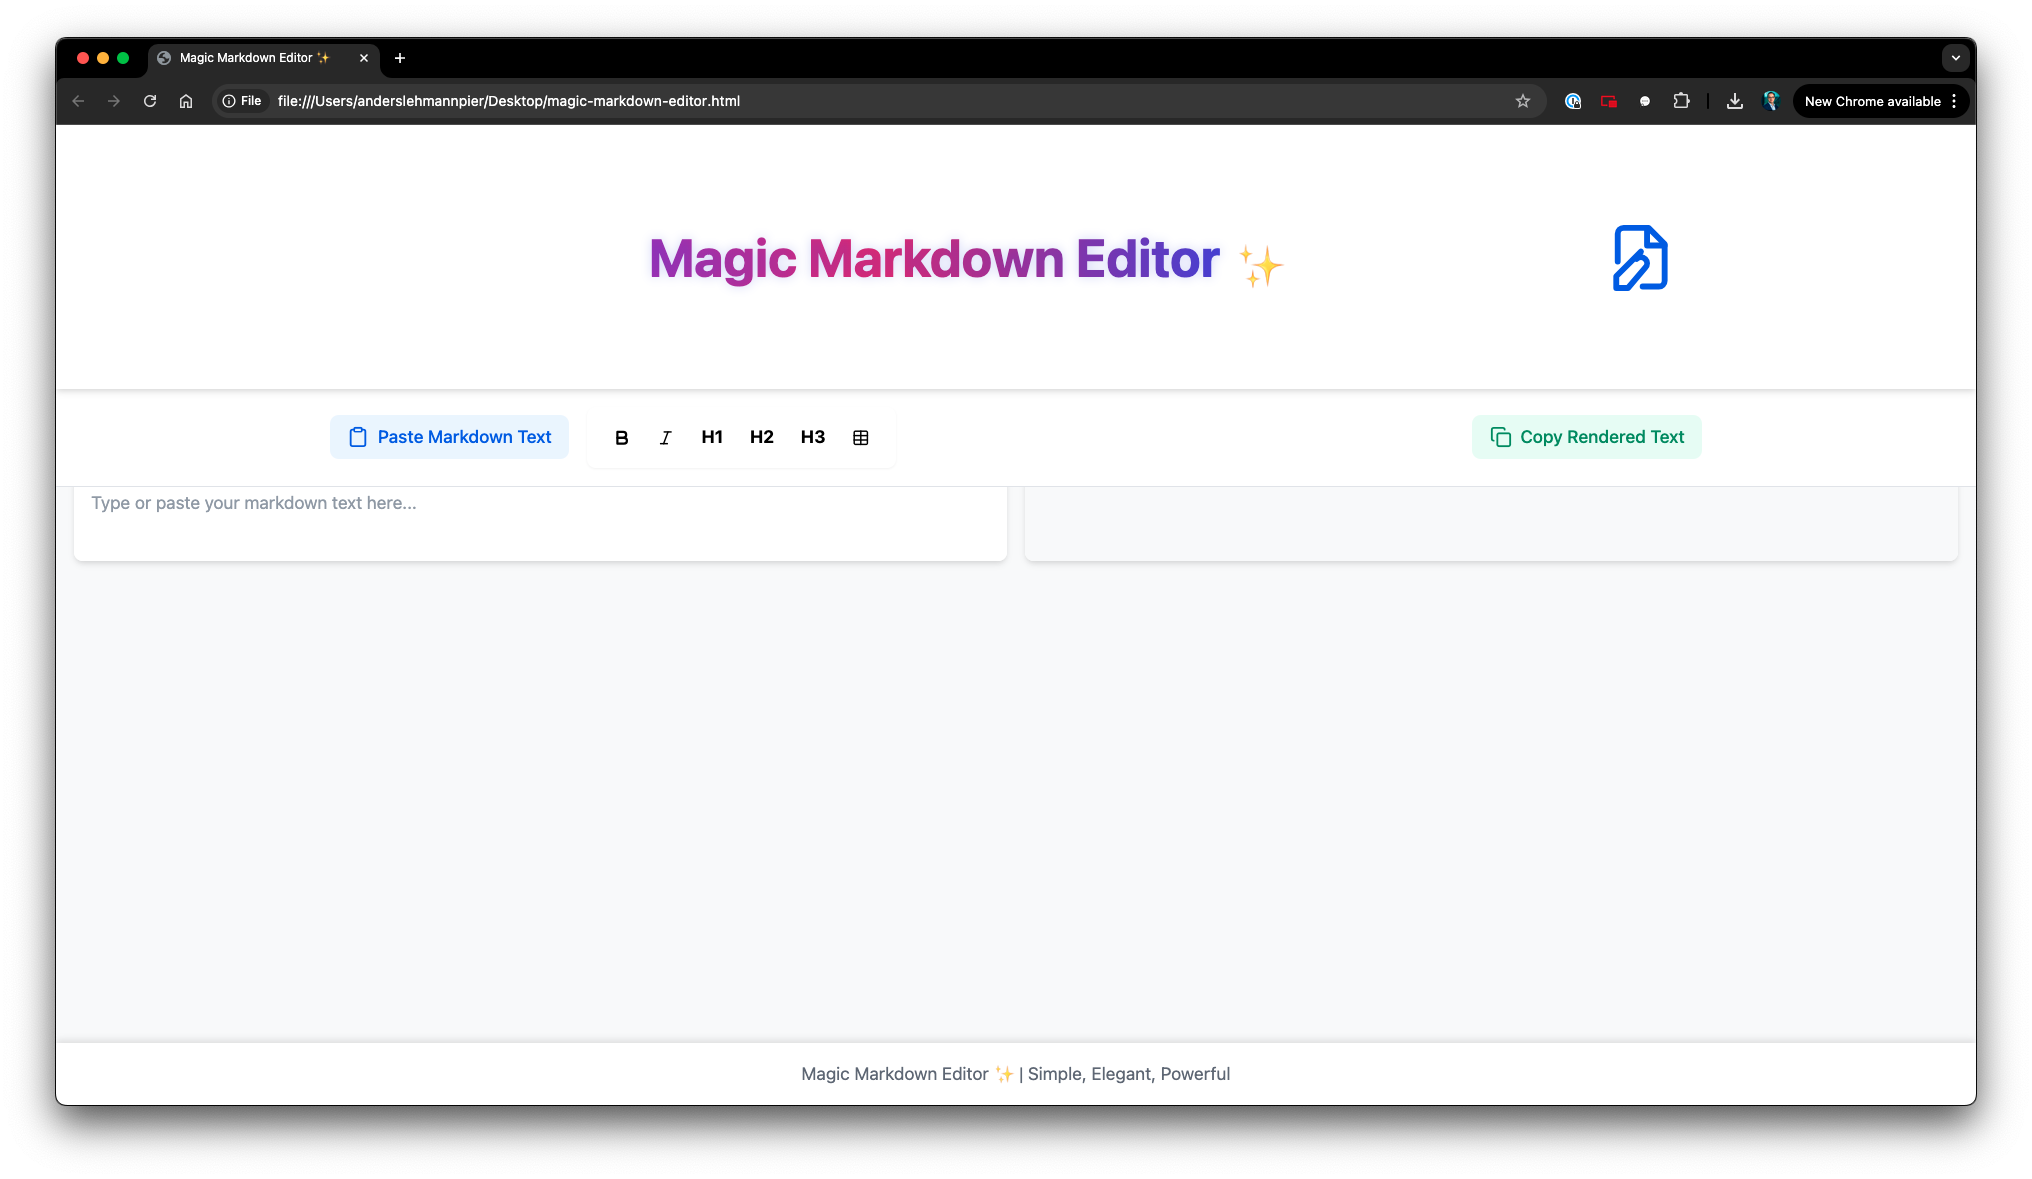 Magic Markdown Editor ✨
File
file:///Users/anderslehmannpier/Desktop/magic-markdown-editor.html
New Chrome available
Magic Markdown Editor ✨
Paste Markdown Text
B I H1 H2 H3
Copy Rendered Text
Type or paste your markdown text here...
Magic Markdown Editor ✨ | Simple, Elegant, Powerful